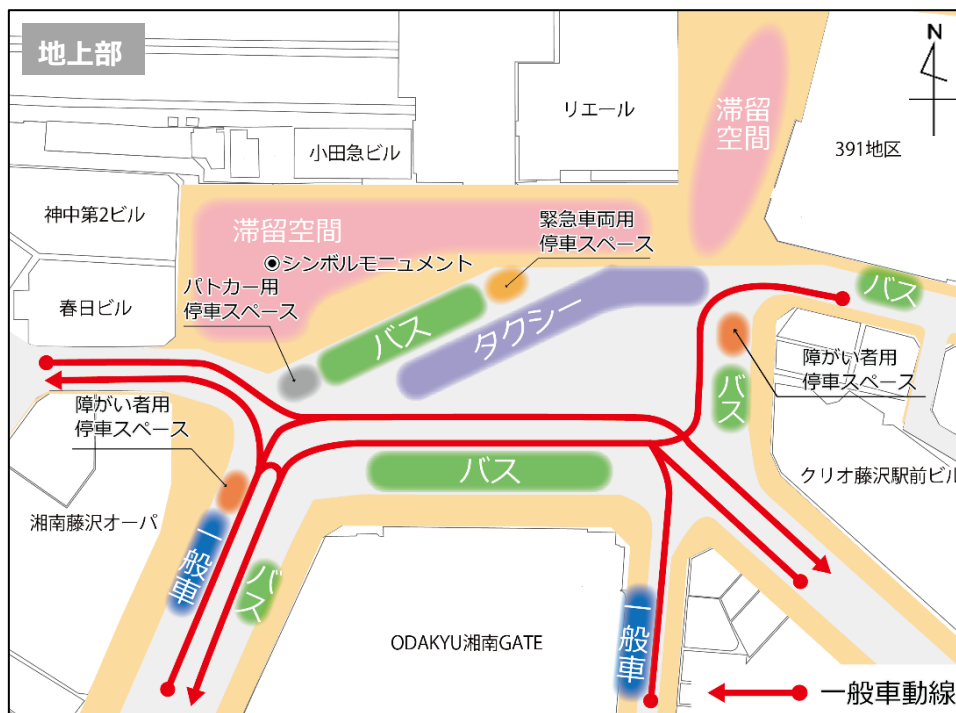 地上部
N
リエール
滞留
空間
391地区
小田急ビル
神中第2ビル
滞留空間
緊急車両用
停車スペース
シンボルモニュメント
パトカー用
停車スペース
バス
春日ビル
バス
タクシー
障がい者用
停車スペース
バス
障がい者用
停車スペース
バス
クリオ藤沢駅前ビル
湘南藤沢オーパ
一般車
バス
ODAKYU湘南GATE
一般車
一般車動線